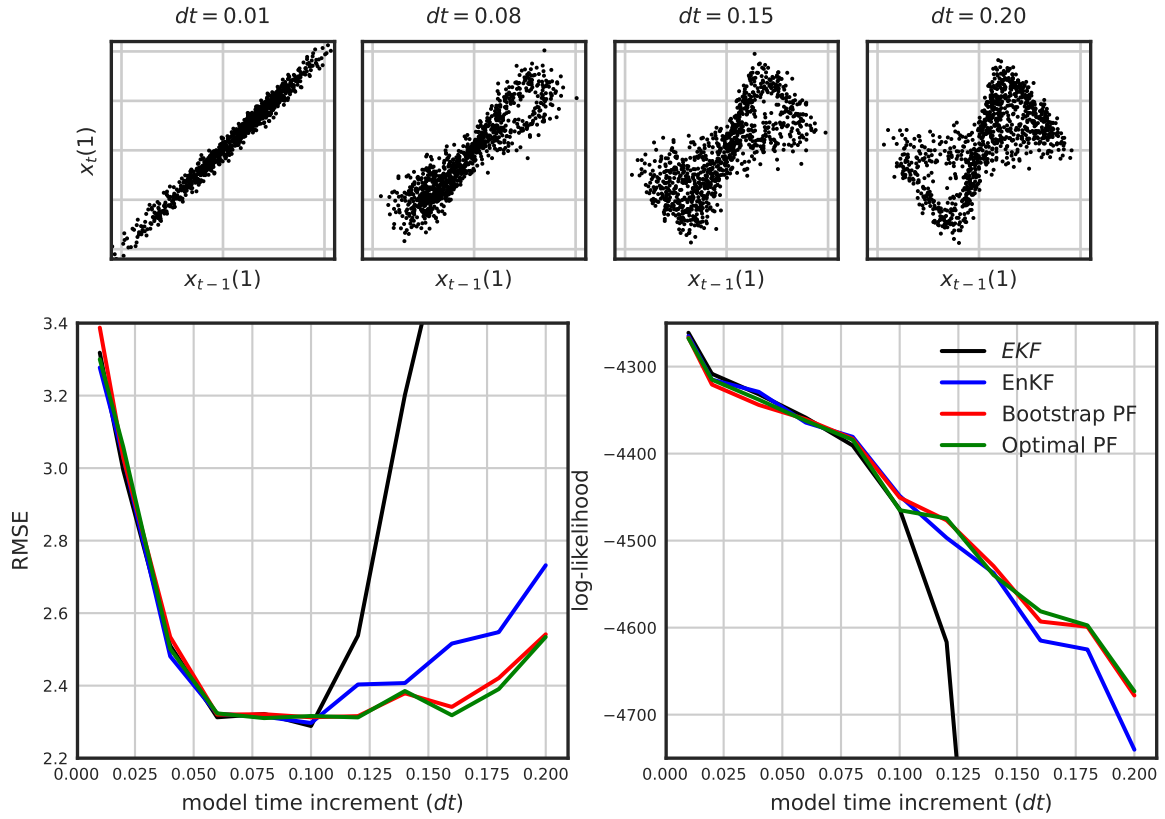 dt = 0.01
dt = 0.08
dt = 0.15
dt = 0.20
x_t(1)
x_{t−1}(1)
x_{t−1}(1)
x_{t−1}(1)
x_{t−1}(1)
3.4
3.2
3.0
2.8
2.6
2.4
2.2
RMSE
0.000 0.025 0.050 0.075 0.100 0.125 0.150 0.175 0.200
model time increment (dt)
−4300
−4400
−4500
−4600
−4700
log-likelihood
EKF
EnKF
Bootstrap PF
Optimal PF
0.000 0.025 0.050 0.075 0.100 0.125 0.150 0.175 0.200
model time increment (dt)